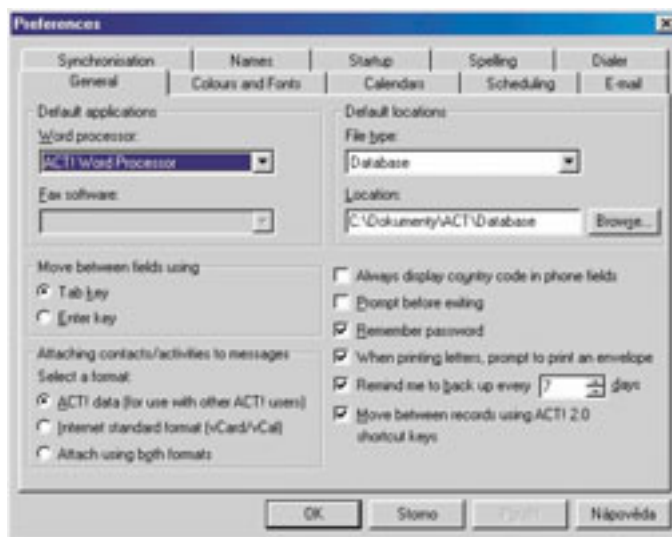 Preferences
Synchronisation Names Startup Spelling Dialer
General Colours and Fonts Calendars Scheduling E-mail
Default applications
Word processor:
ACT! Word Processor
Fax software:
Default locations
File type:
Database
Location:
C:\Dokumenty\ACT\Database Browse...
Move between fields using
Tab key
Enter key
Attaching contacts/activities to messages
Select a format:
ACT! data (for use with other ACT! users)
Internet standard format (vCard/vCal)
Attach using both formats
Always display country code in phone fields
Prompt before exiting
Remember password
When printing letters, prompt to print an envelope
Remind me to back up every 7 days
Move between records using ACT! 2.0
shortcut keys
OK Storno Nápověda